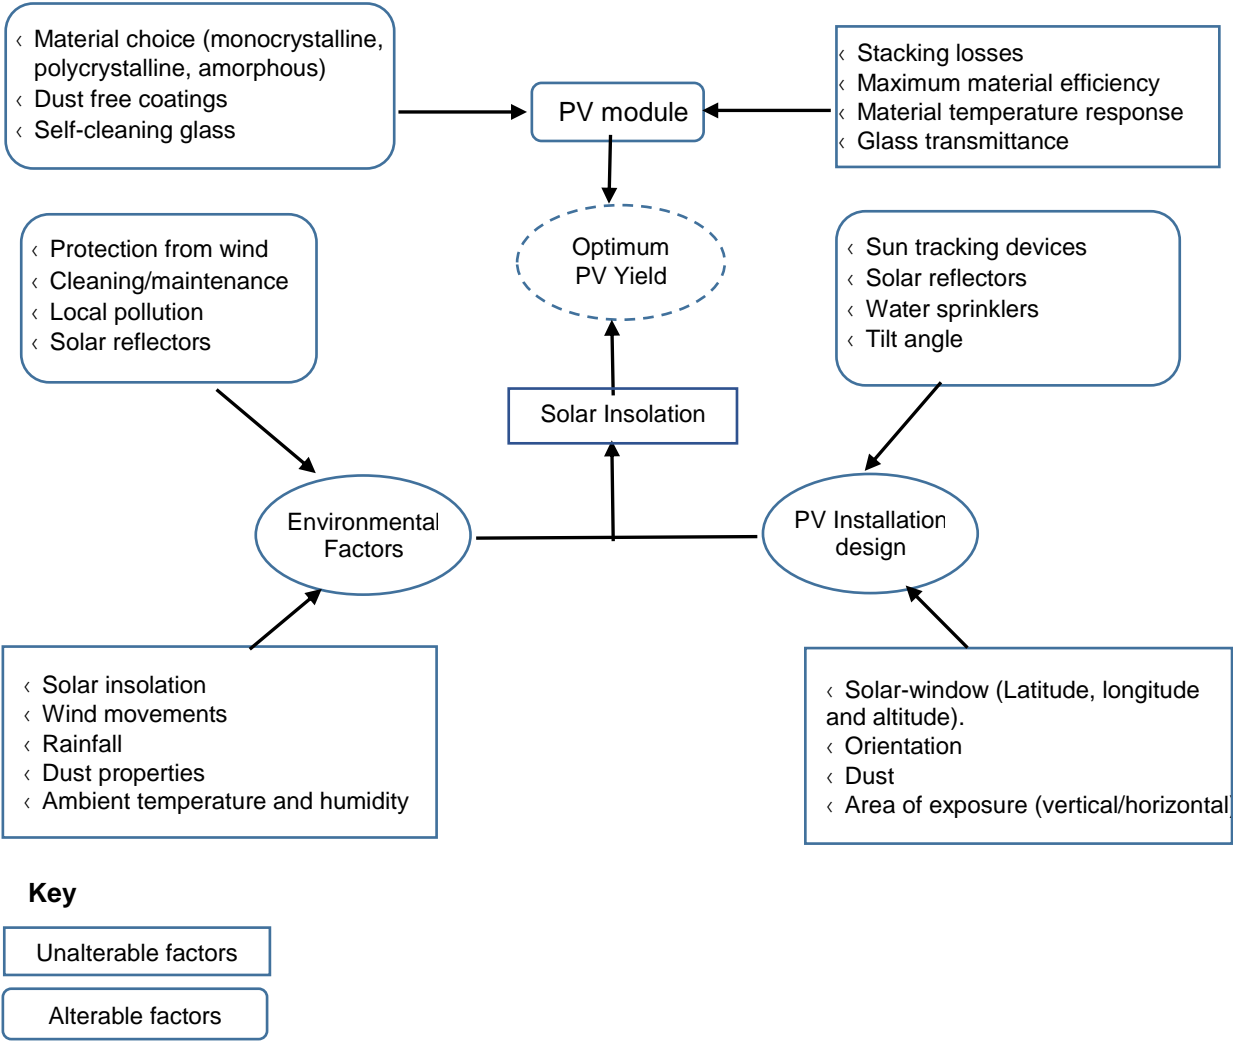 ‹ Material choice (monocrystalline,
polycrystalline, amorphous)
‹ Dust free coatings
‹ Self-cleaning glass
PV module
‹ Stacking losses
‹ Maximum material efficiency
‹ Material temperature response
‹ Glass transmittance
‹ Protection from wind
‹ Cleaning/maintenance
‹ Local pollution
‹ Solar reflectors
Optimum
PV Yield
‹ Sun tracking devices
‹ Solar reflectors
‹ Water sprinklers
‹ Tilt angle
Solar Insolation
Environmental
Factors
PV Installation
design
‹ Solar insolation
‹ Wind movements
‹ Rainfall
‹ Dust properties
‹ Ambient temperature and humidity
‹ Solar-window (Latitude, longitude
and altitude).
‹ Orientation
‹ Dust
‹ Area of exposure (vertical/horizontal)
Key
Unalterable factors
Alterable factors